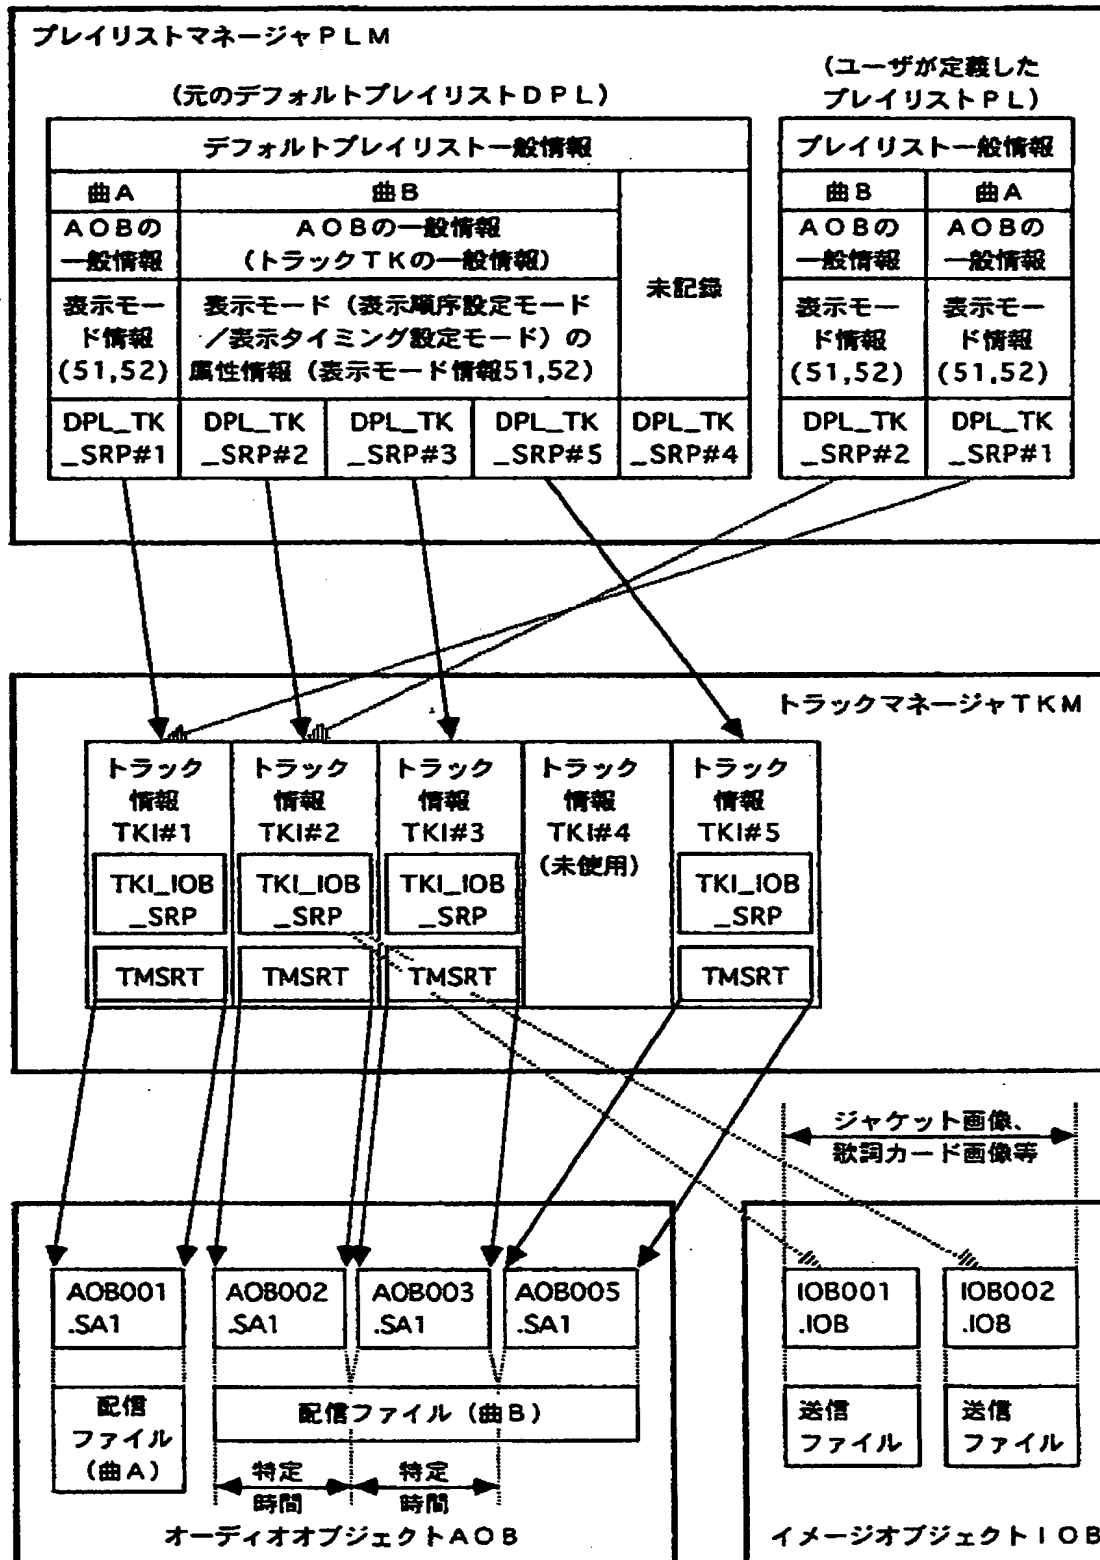 プレイリストマネージャPLM
(元のデフォルトプレイリストDPL)
(ユーザが定義した
プレイリストPL)
デフォルトプレイリスト一般情報
曲A
曲B
AOBの
一般情報
AOBの一般情報
(トラックTKの一般情報)
未記録
表示モー
ド情報
(51,52)
表示モード(表示順序設定モード
/表示タイミング設定モード)の
属性情報(表示モード情報51,52)
DPL_TK
_SRP#1
DPL_TK
_SRP#2
DPL_TK
_SRP#3
DPL_TK
_SRP#5
DPL_TK
_SRP#4
プレイリスト一般情報
曲B
曲A
AOBの
一般情報
AOBの
一般情報
表示モー
ド情報
(51,52)
表示モー
ド情報
(51,52)
DPL_TK
_SRP#2
DPL_TK
_SRP#1
トラックマネージャTKM
トラック
情報
TKI#1
TKI_IOB
_SRP
TMSRT
トラック
情報
TKI#2
TKI_IOB
_SRP
TMSRT
トラック
情報
TKI#3
TKI_IOB
_SRP
TMSRT
トラック
情報
TKI#4
(未使用)
トラック
情報
TKI#5
TKI_IOB
_SRP
TMSRT
ジャケット画像、
歌詞カード画像等
AOB001
.SA1
AOB002
.SA1
AOB003
.SA1
AOB005
.SA1
IOB001
.IOB
IOB002
.IOB
配信
ファイル
(曲A)
配信ファイル(曲B)
特定
時間
特定
時間
送信
ファイル
送信
ファイル
オーディオオブジェクトAOB
イメージオブジェクトIOB